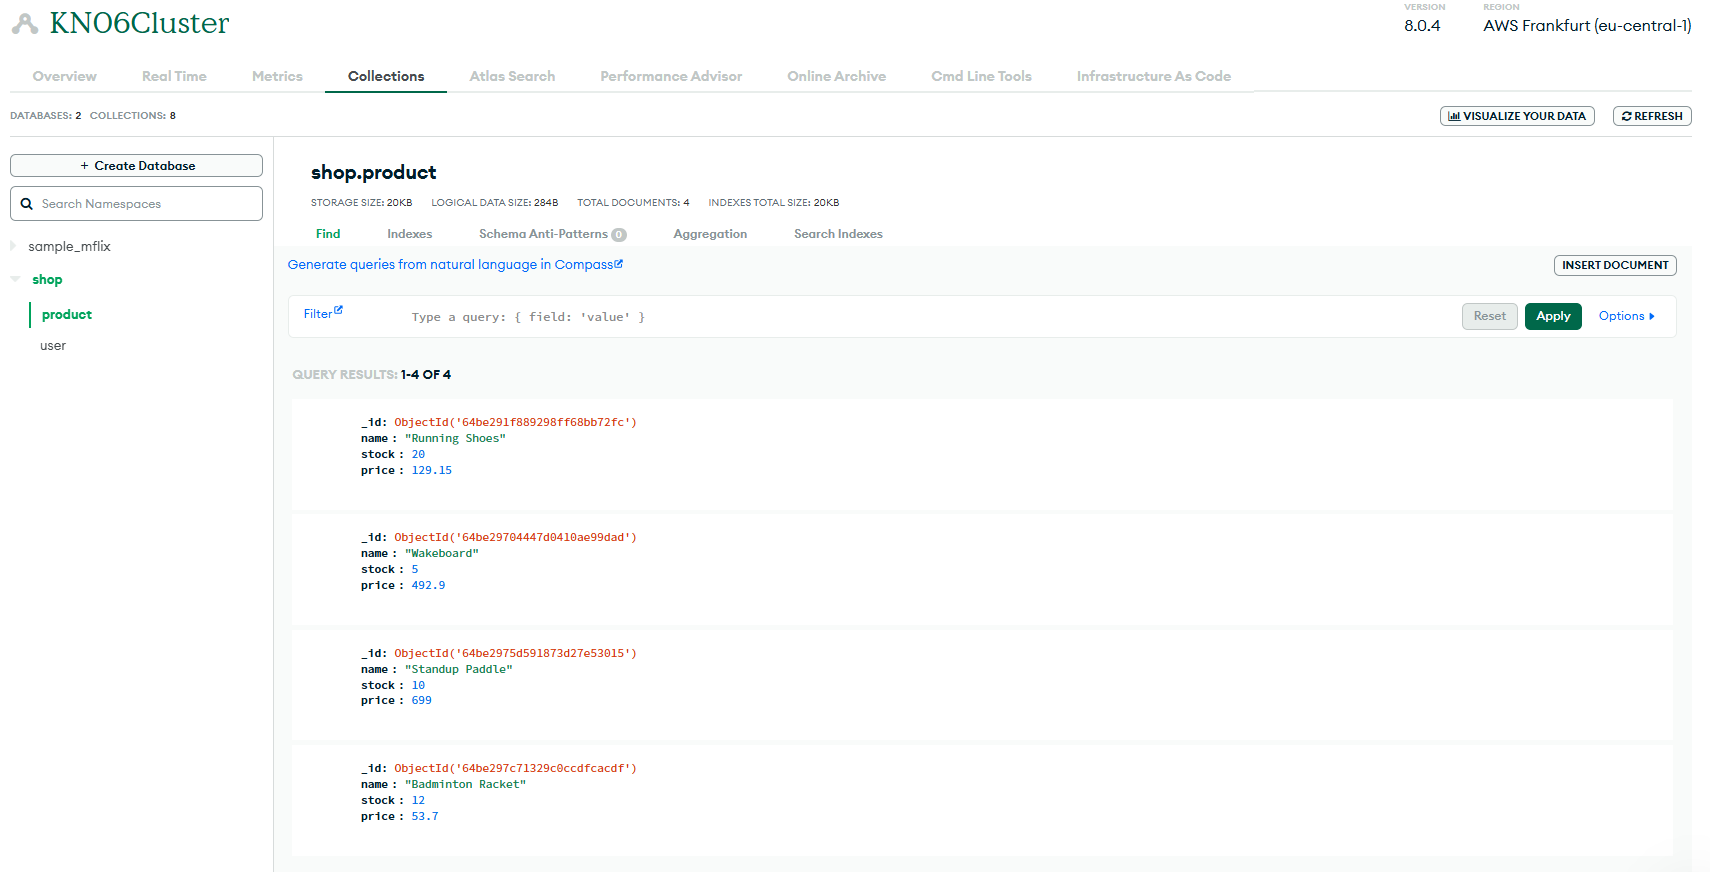 KN06Cluster
VERSION
8.0.4
REGION
AWS Frankfurt (eu-central-1)
Overview
Real Time
Metrics
Collections
Atlas Search
Performance Advisor
Online Archive
Cmd Line Tools
Infrastructure As Code
DATABASES: 2 COLLECTIONS: 8
VISUALIZE YOUR DATA
REFRESH
+ Create Database
Search Namespaces
sample_mflix
shop
product
user
shop.product
STORAGE SIZE: 20KB LOGICAL DATA SIZE: 284B TOTAL DOCUMENTS: 4 INDEXES TOTAL SIZE: 20KB
Find
Indexes
Schema Anti-Patterns 0
Aggregation
Search Indexes
Generate queries from natural language in Compass
INSERT DOCUMENT
Filter
Type a query: { field: 'value' }
Reset
Apply
Options
QUERY RESULTS: 1-4 OF 4
_id: ObjectId('64be291f889298ff68bb72fc')
name : "Running Shoes"
stock : 20
price : 129.15
_id: ObjectId('64be29704447d0410ae99dad')
name : "Wakeboard"
stock : 5
price : 492.9
_id: ObjectId('64be2975d591873d27e53015')
name : "Standup Paddle"
stock : 10
price : 699
_id: ObjectId('64be297c71329c0ccdfcacdf')
name : "Badminton Racket"
stock : 12
price : 53.7